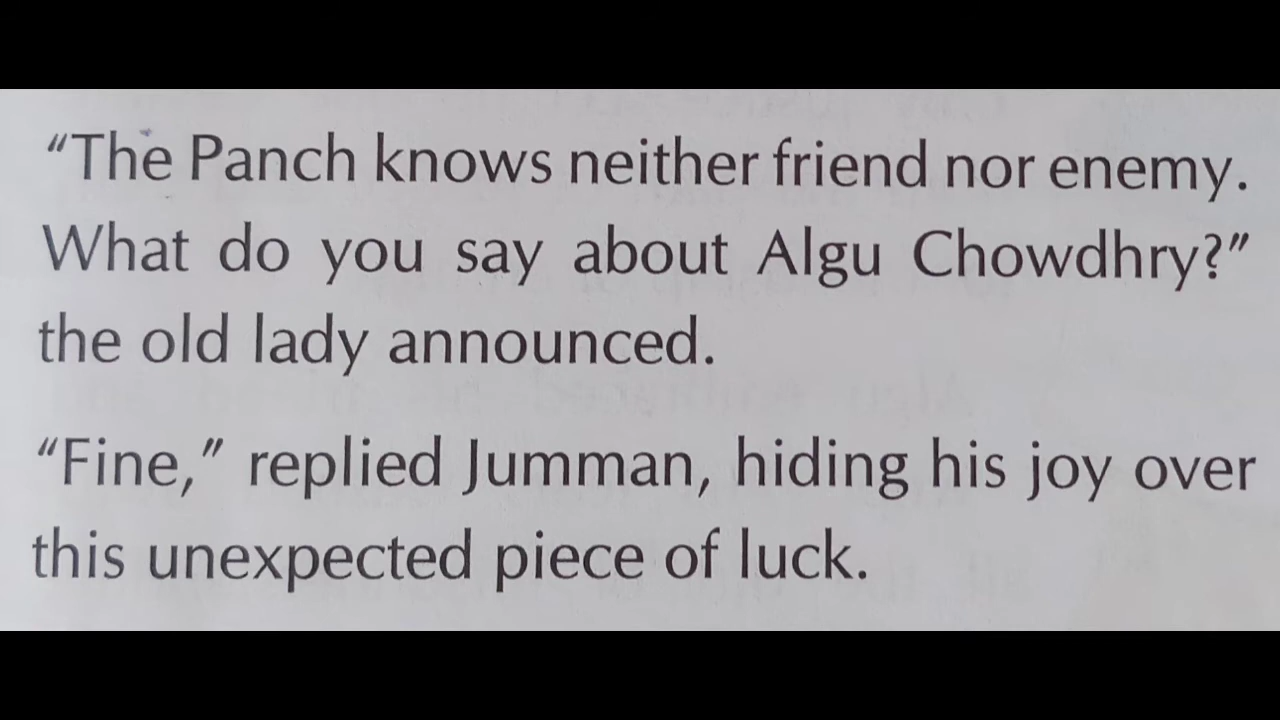 “The Panch knows neither friend nor enemy.
What do you say about Algu Chowdhry?”
the old lady announced.
“Fine,” replied Jumman, hiding his joy over
this unexpected piece of luck.